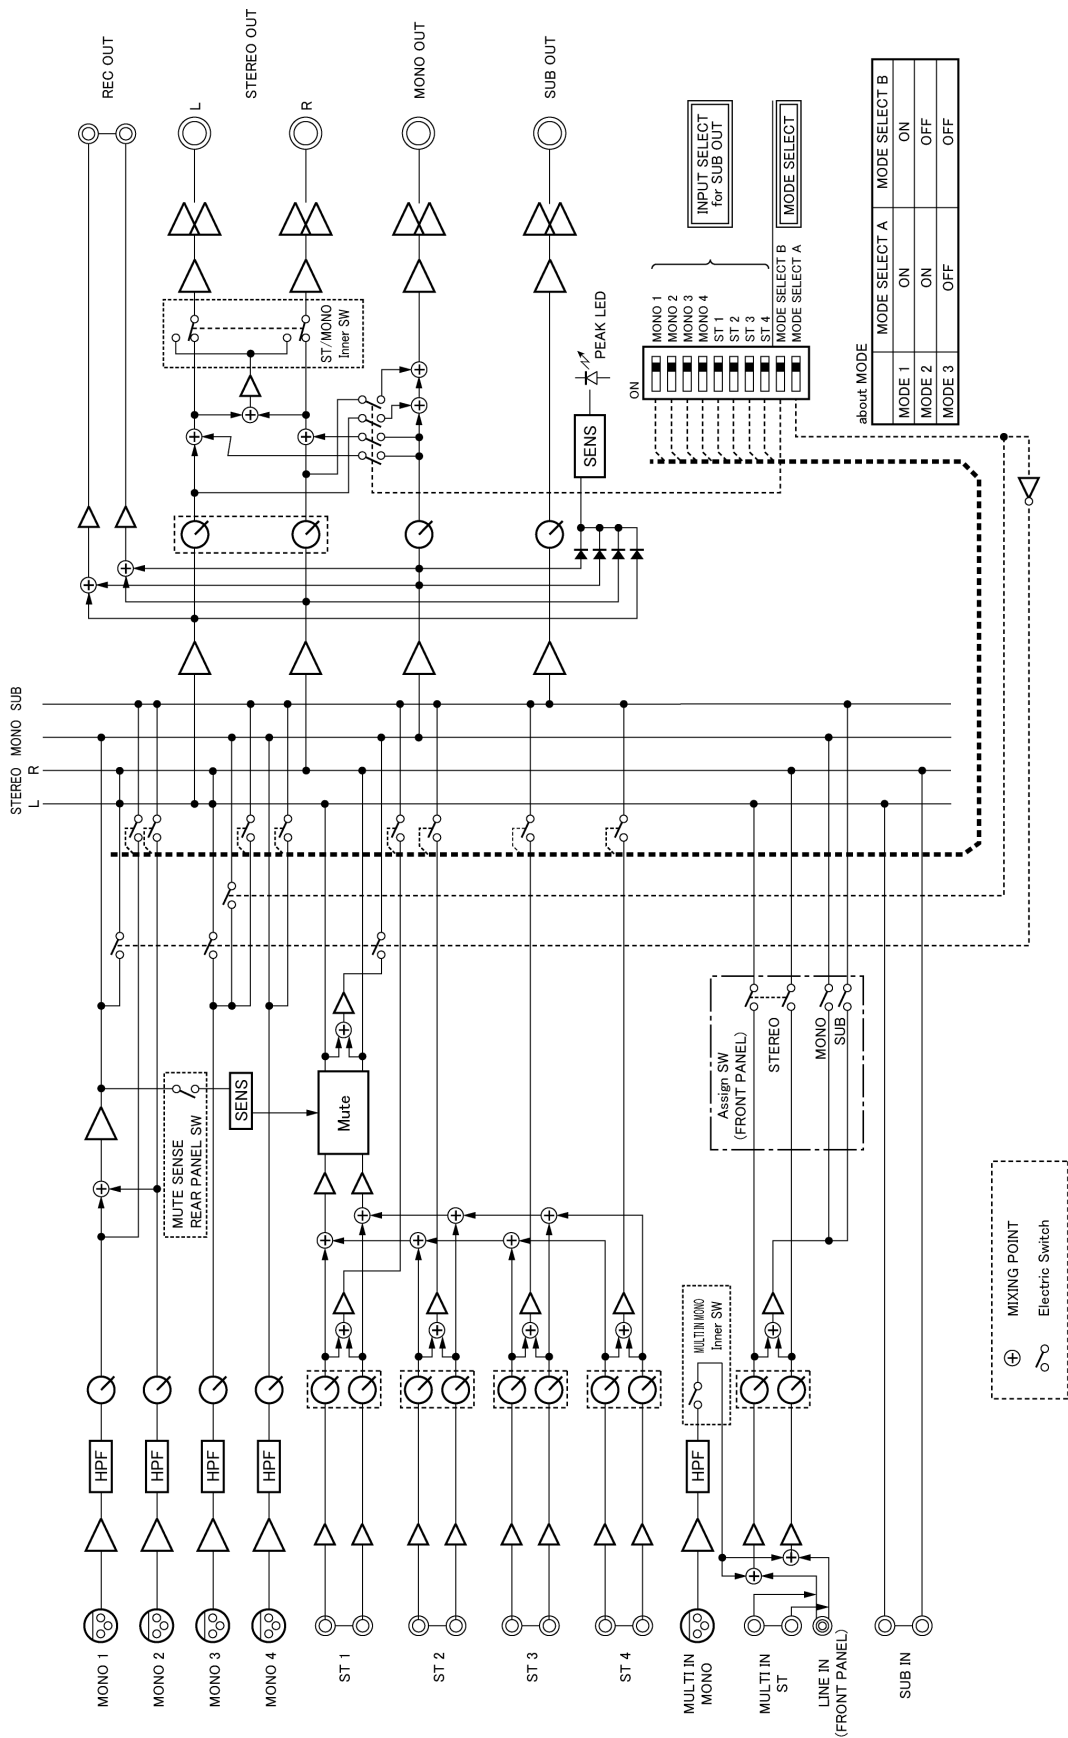 MONO 1
MONO 2
MONO 3
MONO 4
ST 1
ST 2
ST 3
ST 4
MULTI IN
MONO
MULTI IN
ST
LINE IN
(FRONT PANEL)
SUB IN
HPF
HPF
HPF
HPF
HPF
MULTI IN MONO
Inner SW
MUTE SENSE
REAR PANEL SW
SENS
Mute
Assign SW
(FRONT PANEL)
STEREO
MONO
SUB
MIXING POINT
Electric Switch
STEREO
L
R
MONO
SUB
ST/MONO
Inner SW
SENS
PEAK LED
REC OUT
STEREO OUT
L
R
MONO OUT
SUB OUT
ON
MONO 1
MONO 2
MONO 3
MONO 4
ST 1
ST 2
ST 3
ST 4
MODE SELECT B
MODE SELECT A
INPUT SELECT
for SUB OUT
MODE SELECT
about MODE
MODE SELECT A MODE SELECT B
MODE 1 ON ON
MODE 2 ON OFF
MODE 3 OFF OFF